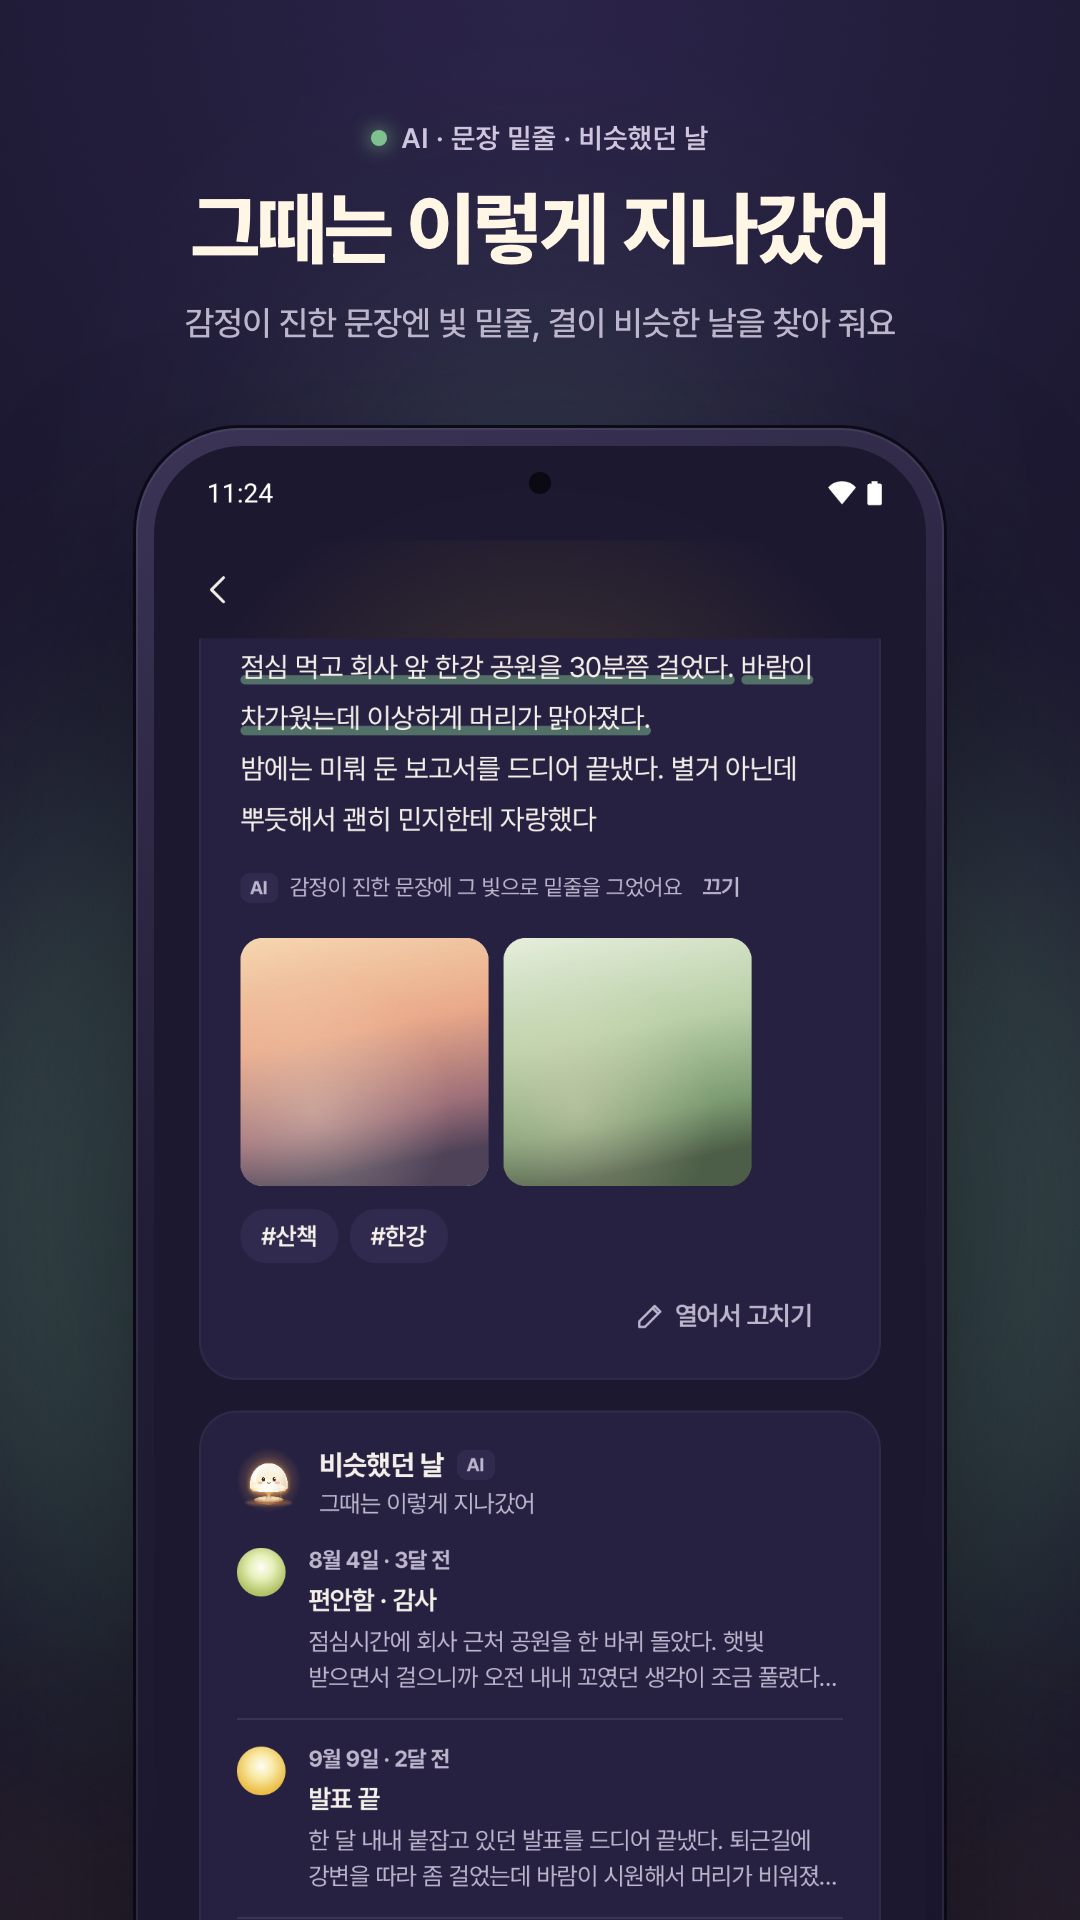 AI · 문장 밑줄 · 비슷했던 날
그때는 이렇게 지나갔어
감정이 진한 문장엔 빛 밑줄, 결이 비슷한 날을 찾아 줘요
11:24
점심 먹고 회사 앞 한강 공원을 30분쯤 걸었다. 바람이
차가웠는데 이상하게 머리가 맑아졌다.
밤에는 미뤄 둔 보고서를 드디어 끝냈다. 별거 아닌데
뿌듯해서 괜히 민지한테 자랑했다
AI 감정이 진한 문장에 그 빛으로 밑줄을 그었어요 끄기
#산책 #한강
열어서 고치기
비슷했던 날 AI
그때는 이렇게 지나갔어
8월 4일 · 3달 전
편안함 · 감사
점심시간에 회사 근처 공원을 한 바퀴 돌았다. 햇빛
받으면서 걸으니까 오전 내내 꼬였던 생각이 조금 풀렸다...
9월 9일 · 2달 전
발표 끝
한 달 내내 붙잡고 있던 발표를 드디어 끝냈다. 퇴근길에
강변을 따라 좀 걸었는데 바람이 시원해서 머리가 비워졌...